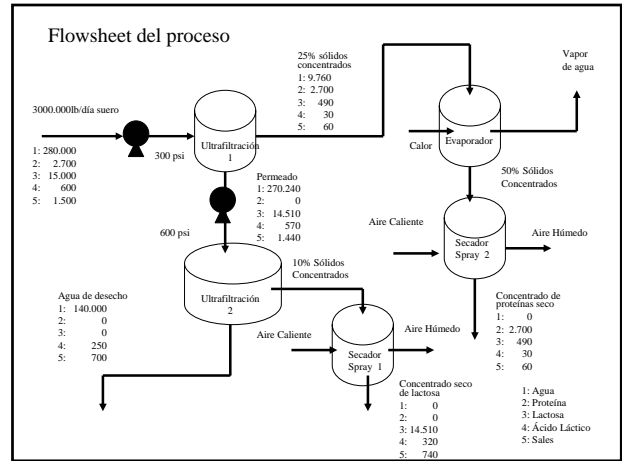 Flowsheet del proceso
3000.000lb/día suero
1: 280.000
2: 2.700
3: 15.000
4: 600
5: 1.500
300 psi
Ultrafiltración
1
25% sólidos
concentrados
1: 9.760
2: 2.700
3: 490
4: 30
5: 60
Calor
Evaporador
Vapor
de agua
50% Sólidos
Concentrados
600 psi
Permeado
1: 270.240
2: 0
3: 14.510
4: 570
5: 1.440
Aire Caliente
Secador
Spray 2
Aire Húmedo
Ultrafiltración
2
10% Sólidos
Concentrados
Agua de desecho
1: 140.000
2: 0
3: 0
4: 250
5: 700
Aire Caliente
Secador
Spray 1
Aire Húmedo
Concentrado de
proteínas seco
1: 0
2: 2.700
3: 490
4: 30
5: 60
Concentrado seco
de lactosa
1: 0
2: 0
3: 14.510
4: 320
5: 740
1: Agua
2: Proteína
3: Lactosa
4: Ácido Láctico
5: Sales